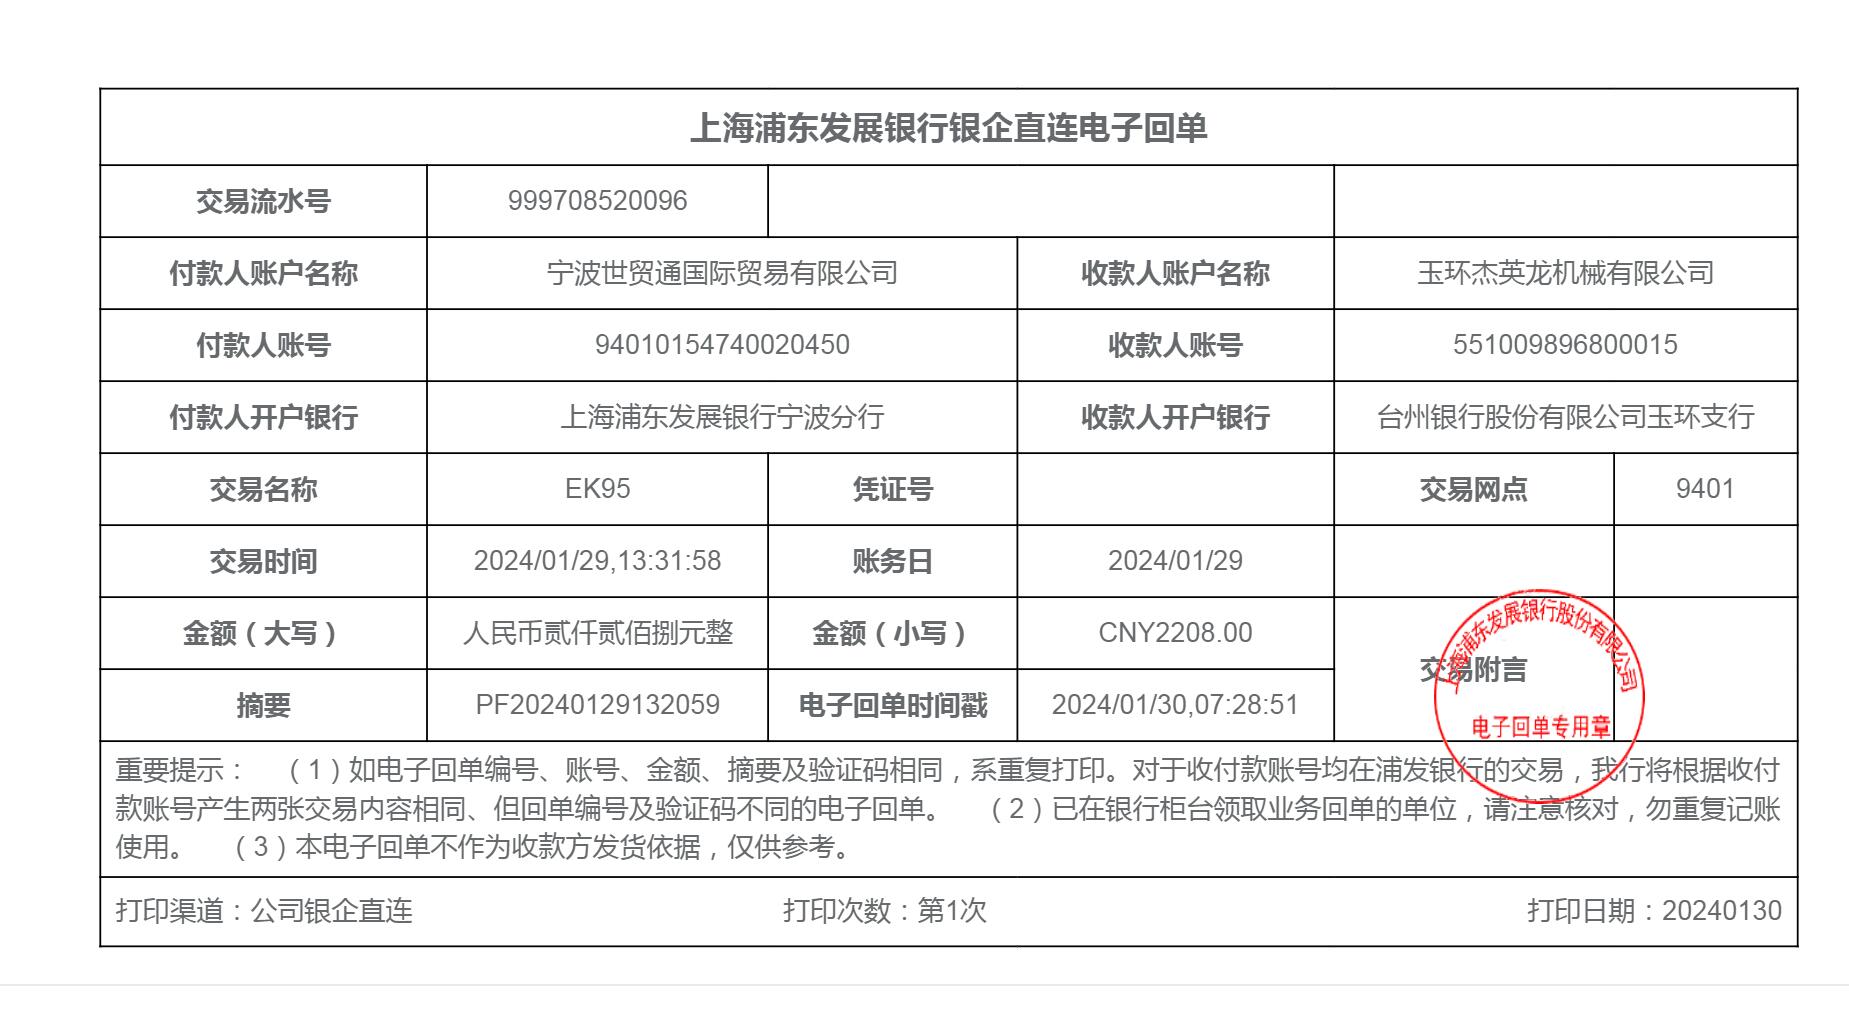 上海浦东发展银行银企直连电子回单
交易流水号 999708520096
付款人账户名称 宁波世贸通国际贸易有限公司 收款人账户名称 玉环杰英龙机械有限公司
付款人账号 94010154740020450 收款人账号 551009896800015
付款人开户银行 上海浦东发展银行宁波分行 收款人开户银行 台州银行股份有限公司玉环支行
交易名称 EK95 凭证号 交易网点 9401
交易时间 2024/01/29,13:31:58 账务日 2024/01/29
金额（大写） 人民币贰仟贰佰捌元整 金额（小写） CNY2208.00
交易附言
摘要 PF20240129132059 电子回单时间戳 2024/01/30,07:28:51
上海浦东发展银行股份有限公司
电子回单专用章
重要提示： （1）如电子回单编号、账号、金额、摘要及验证码相同，系重复打印。对于收付款账号均在浦发银行的交易，我行将根据收付
款账号产生两张交易内容相同、但回单编号及验证码不同的电子回单。 （2）已在银行柜台领取业务回单的单位，请注意核对，勿重复记账
使用。 （3）本电子回单不作为收款方发货依据，仅供参考。
打印渠道：公司银企直连 打印次数：第1次 打印日期：20240130